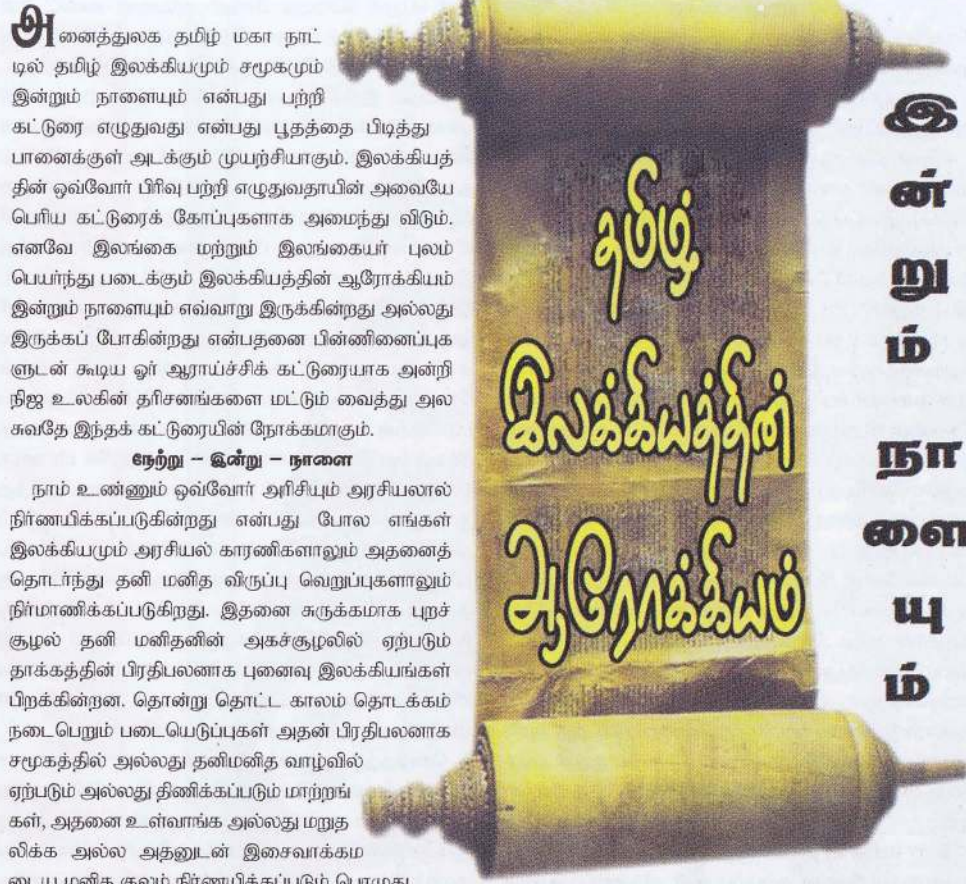 அனைத்துலக தமிழ் மகா நாட்
டில் தமிழ் இலக்கியமும் சமூகமும்
இன்றும் நாளையும் என்பது பற்றி
கட்டுரை எழுதுவது என்பது பூதத்தை பிடித்து
பானைக்குள் அடக்கும் முயற்சியாகும். இலக்கியத்
தின் ஒவ்வோர் பிரிவு பற்றி எழுதுவதாயின் அவையே
பெரிய கட்டுரைக் கோப்புகளாக அமைந்து விடும்.
எனவே இலங்கை மற்றும் இலங்கையர் புலம்
பெயர்ந்து படைக்கும் இலக்கியத்தின் ஆரோக்கியம்
இன்றும் நாளையும் எவ்வாறு இருக்கின்றது அல்லது
இருக்கப் போகின்றது என்பதனை பின்ணினைப்புக
ளுடன் கூடிய ஓர் ஆராய்ச்சிக் கட்டுரையாக அன்றி
நிஜ உலகின் தரிசனங்களை மட்டும் வைத்து அல
சுவதே இந்தக் கட்டுரையின் நோக்கமாகும்.
நேற்று – இன்று – நாளை
நாம் உண்ணும் ஒவ்வோர் அரிசியும் அரசியலால்
நிர்ணயிக்கப்படுகின்றது என்பது போல எங்கள்
இலக்கியமும் அரசியல் காரணிகளாலும் அதனைத்
தொடர்ந்து தனி மனித விருப்பு வெறுப்புகளாலும்
நிர்மாணிக்கப்படுகிறது. இதனை சுருக்கமாக புறச்
சூழல் தனி மனிதனின் அகச்சூழலில் ஏற்படும்
தாக்கத்தின் பிரதிபலனாக புனைவு இலக்கியங்கள்
பிறக்கின்றன. தொன்று தொட்ட காலம் தொடக்கம்
நடைபெறும் படையெடுப்புகள் அதன் பிரதிபலனாக
சமூகத்தில் அல்லது தனிமனித வாழ்வில்
ஏற்படும் அல்லது திணிக்கப்படும் மாற்றங்
கள், அதனை உள்வாங்க அல்லது மறுத
லிக்க அல்ல அதனுடன் இசைவாக்கம
டைய மனித குலம் நிர்ணயிக்கப்படும் பொழுது
தமிழ்
இலக்கியத்தின்
ஆரோக்கியம்
இ
ன்
று
ம்
நா
ளை
யு
ம்